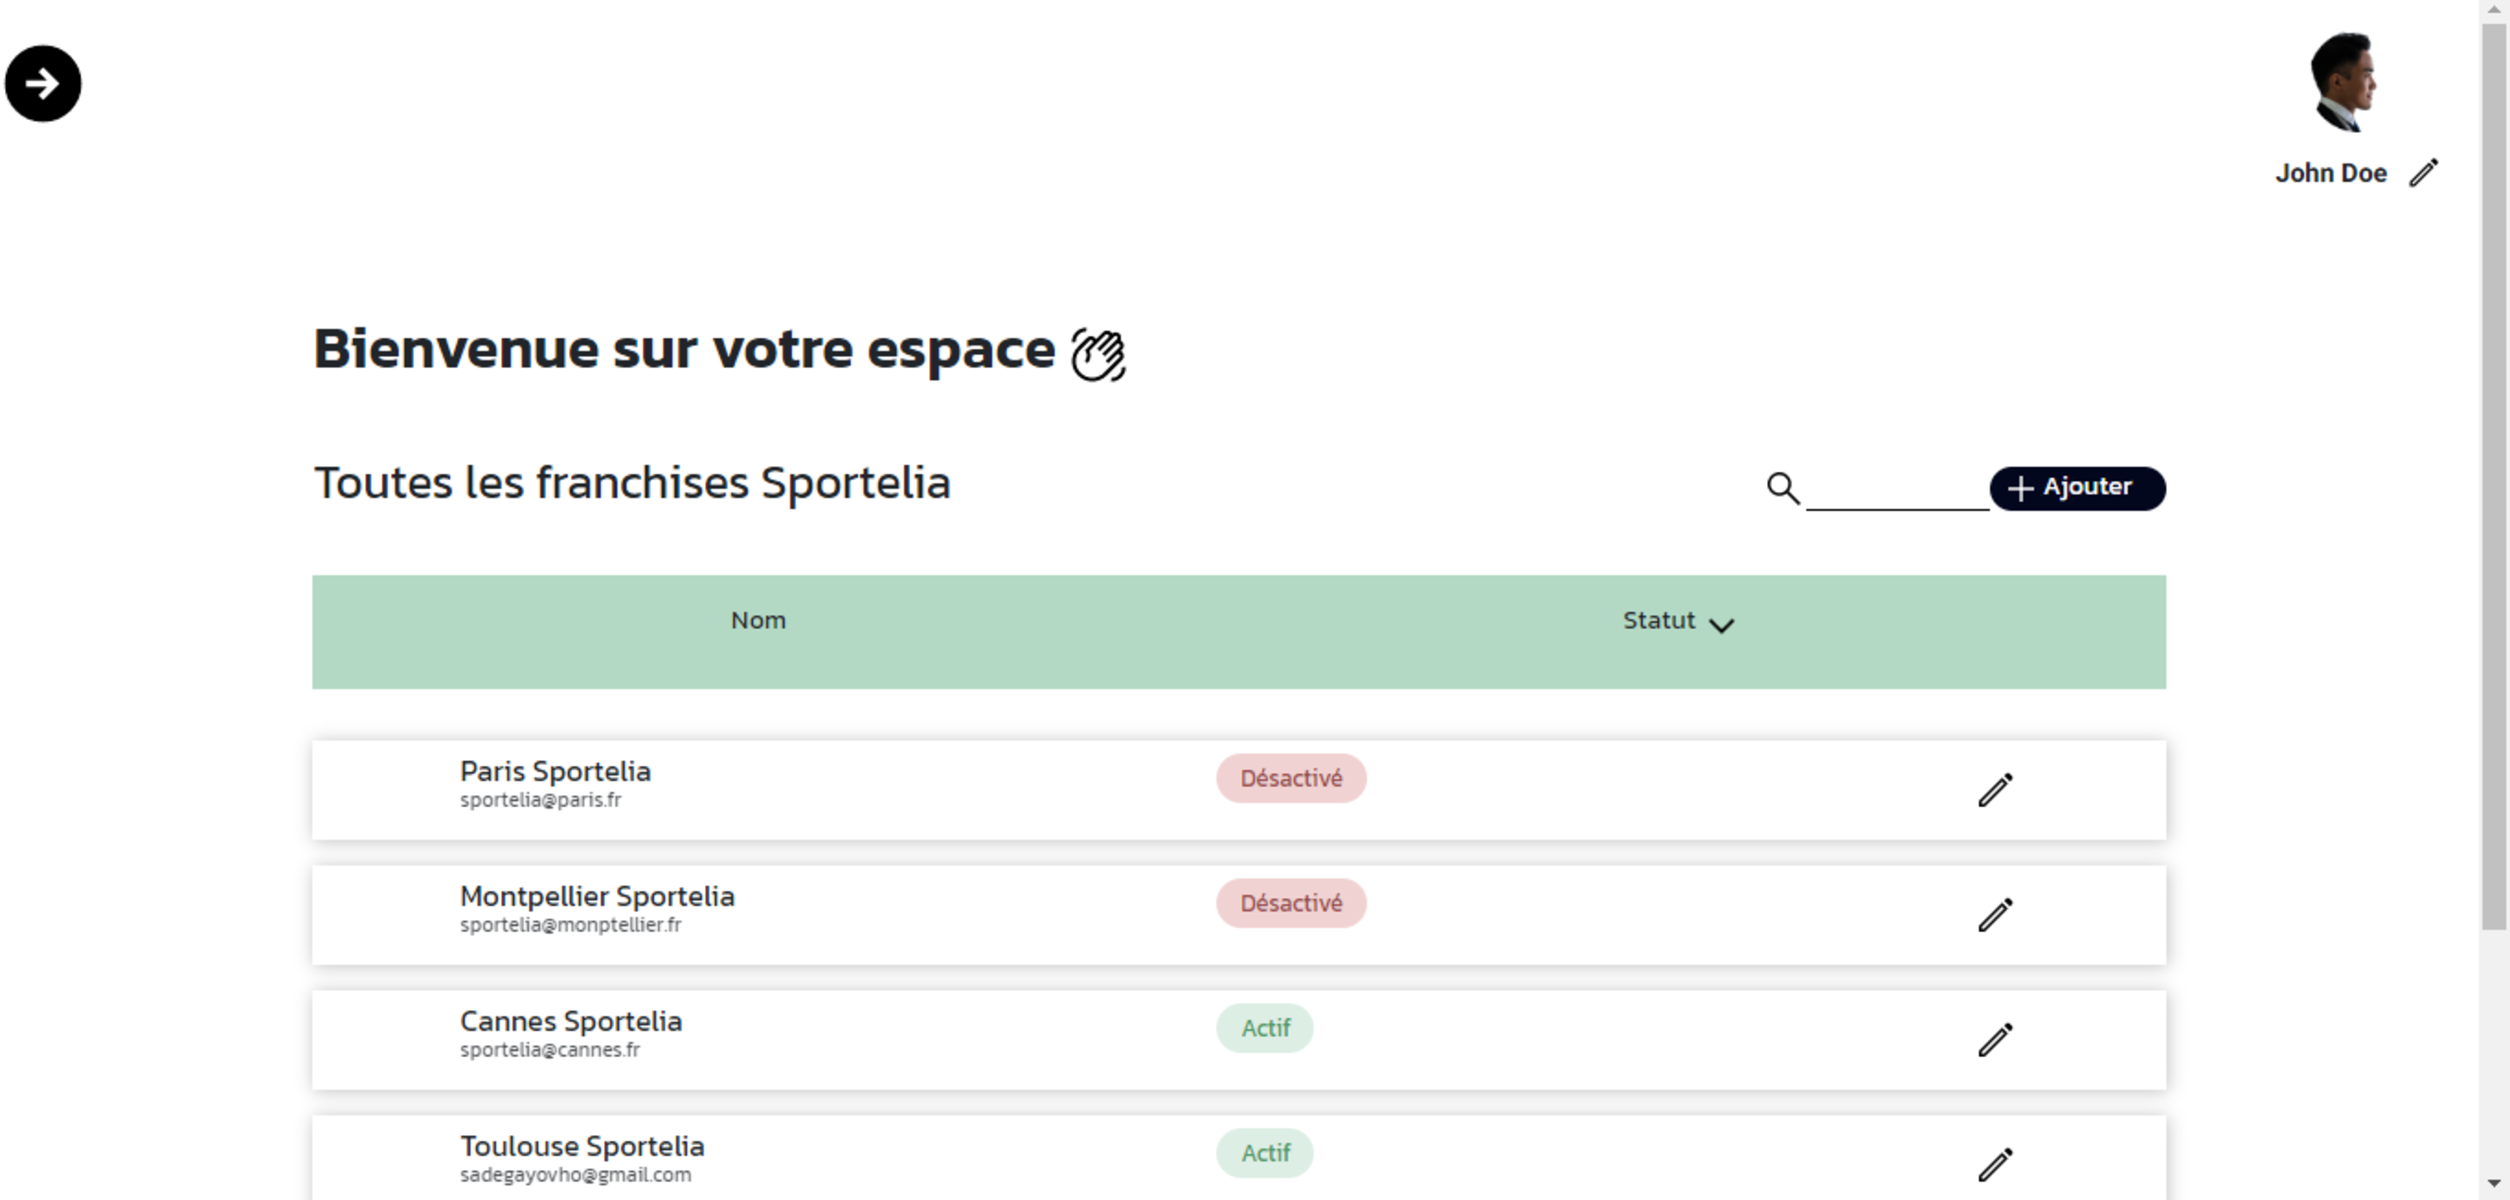 John Doe
Bienvenue sur votre espace
Toutes les franchises Sportelia
Ajouter
Nom Statut
Paris Sportelia
sportelia@paris.fr
Désactivé
Montpellier Sportelia
sportelia@monptellier.fr
Désactivé
Cannes Sportelia
sportelia@cannes.fr
Actif
Toulouse Sportelia
sadegayovho@gmail.com
Actif